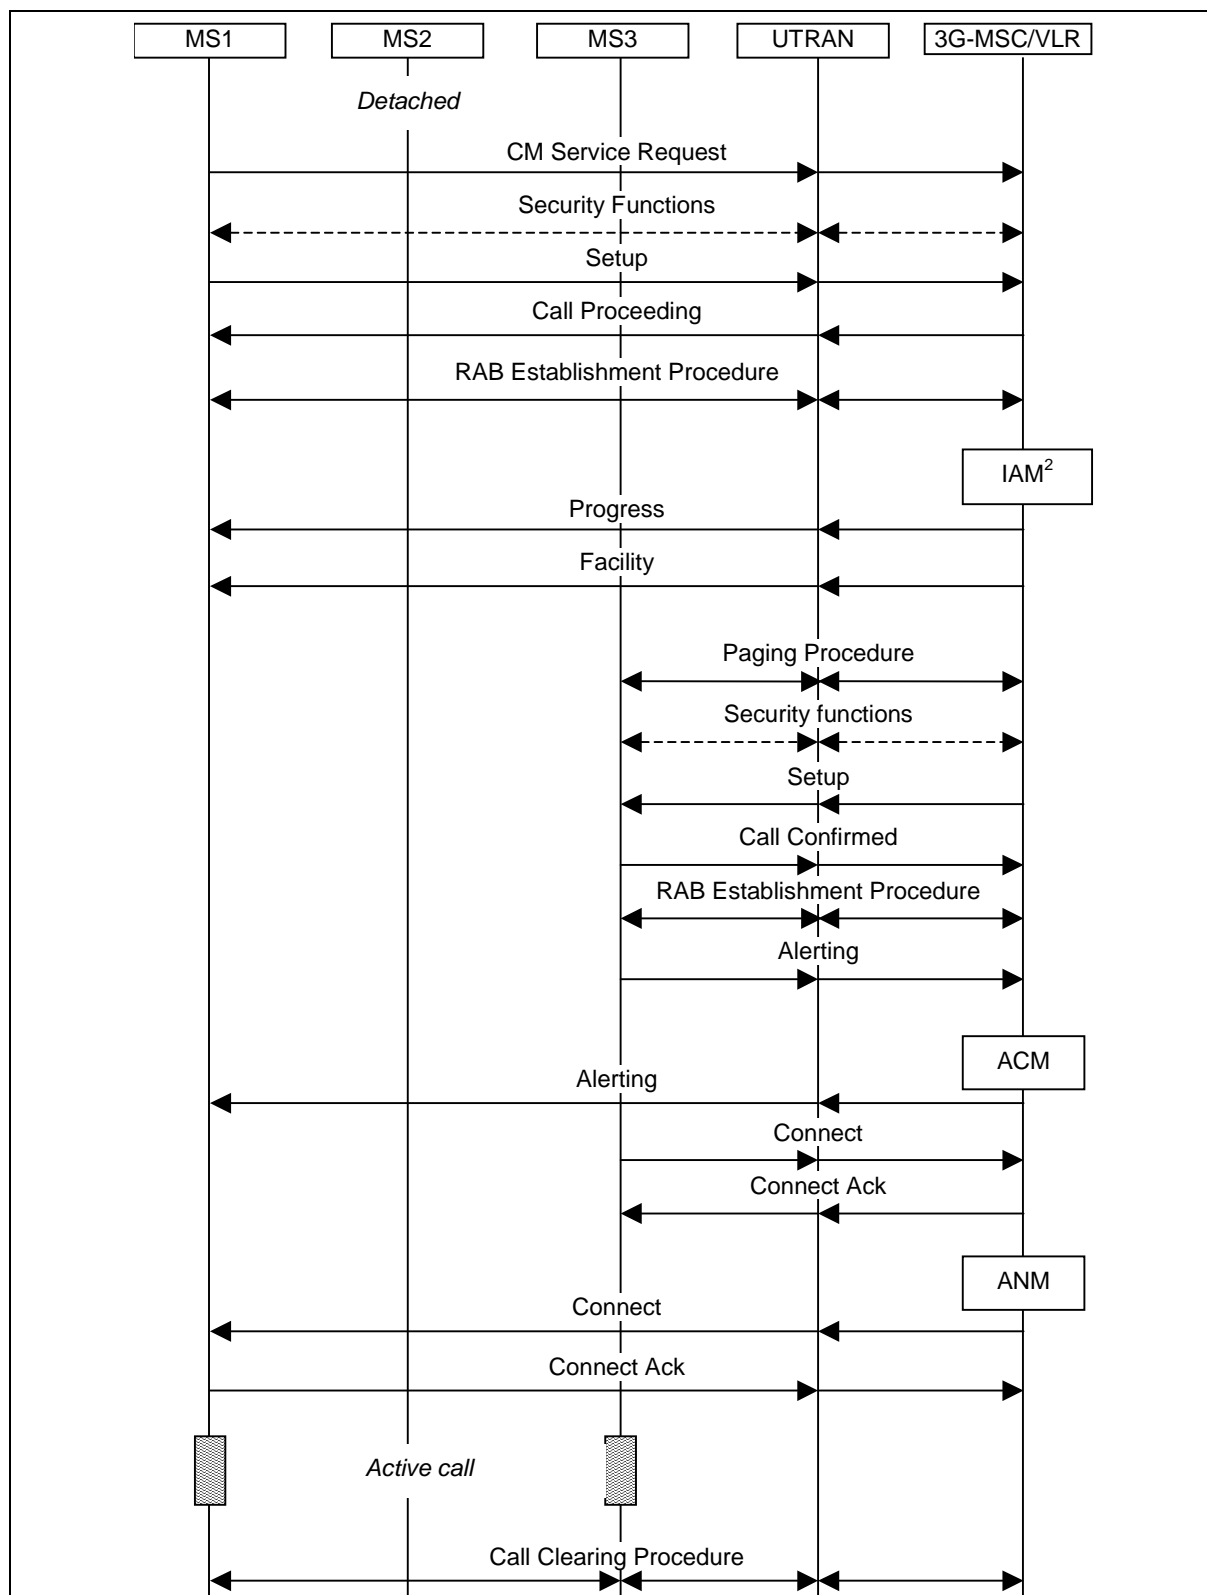 MS1 MS2 MS3 UTRAN 3G-MSC/VLR
Detached
CM Service Request
Security Functions
Setup
Call Proceeding
RAB Establishment Procedure
IAM²
Progress
Facility
Paging Procedure
Security functions
Setup
Call Confirmed
RAB Establishment Procedure
Alerting
ACM
Alerting
Connect
Connect Ack
ANM
Connect
Connect Ack
Active call
Call Clearing Procedure